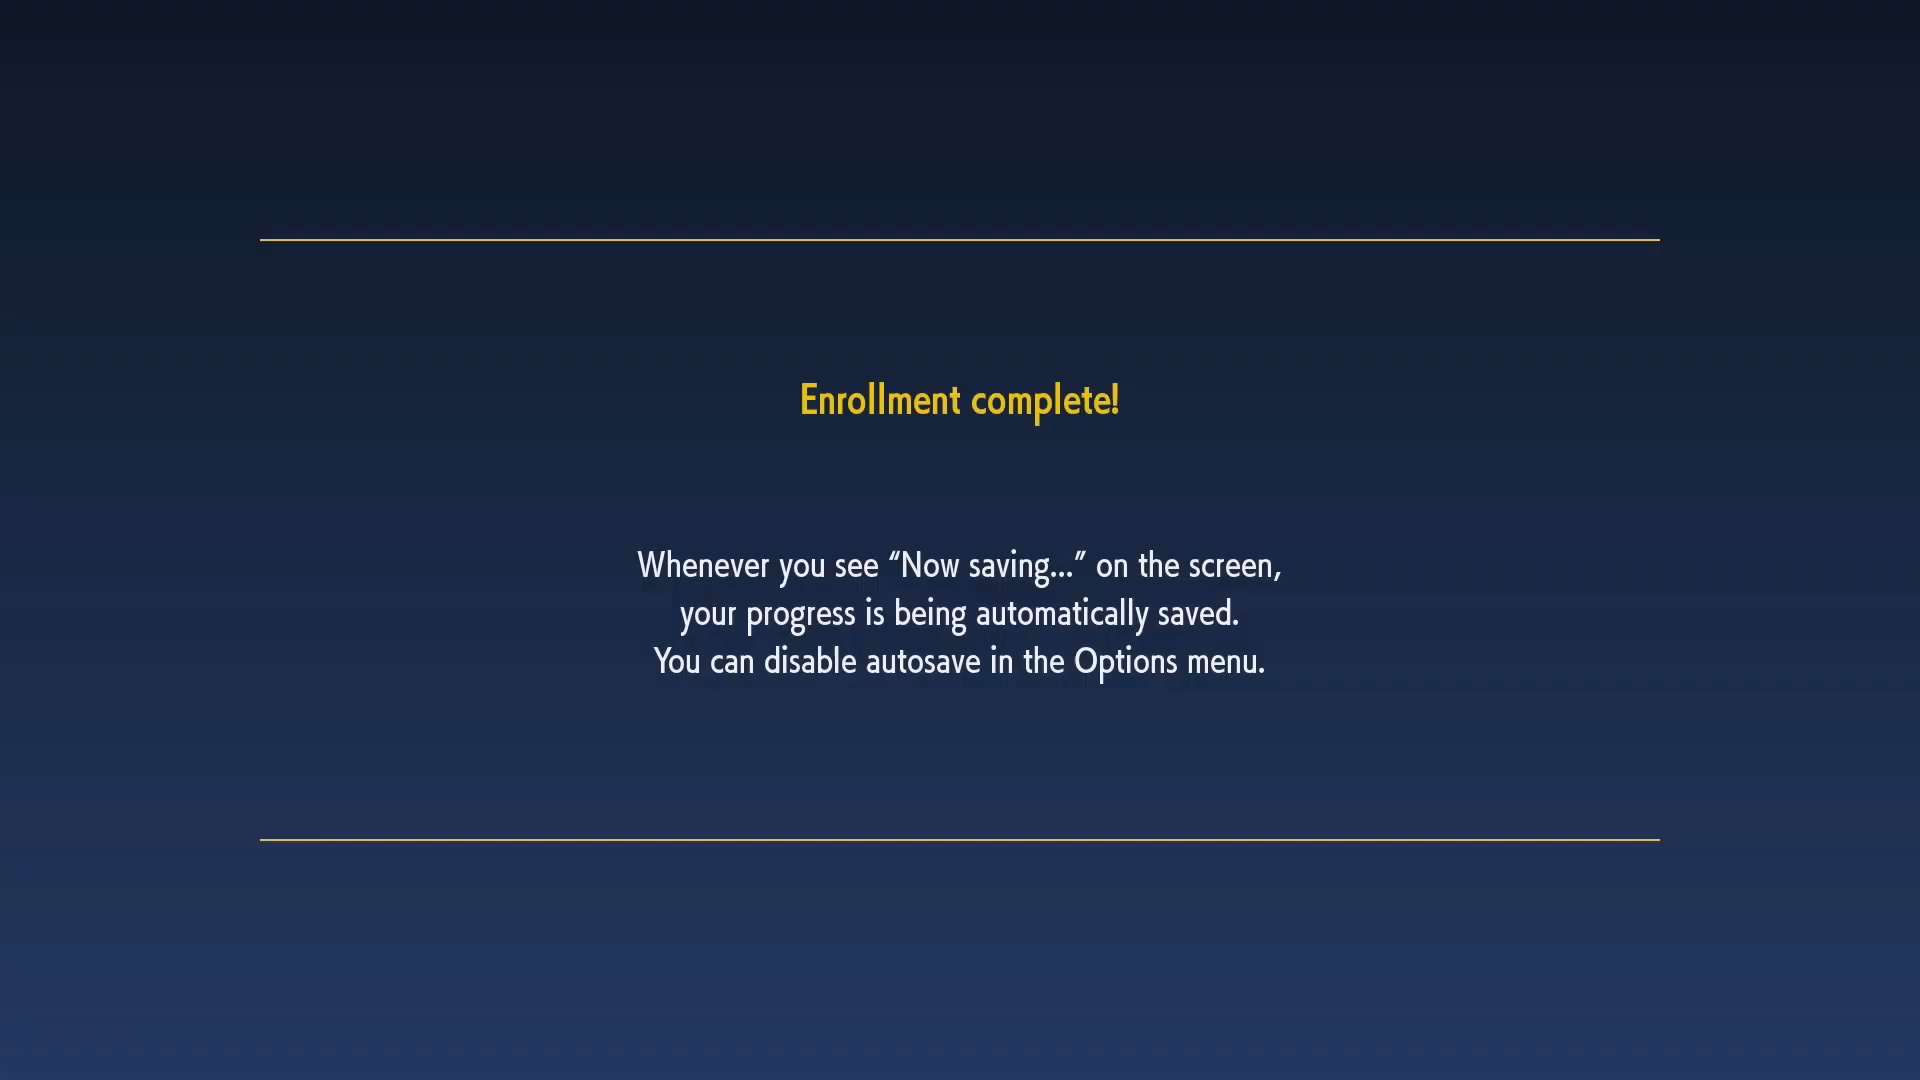 Enrollment complete!
Whenever you see “Now saving...” on the screen,
your progress is being automatically saved.
You can disable autosave in the Options menu.